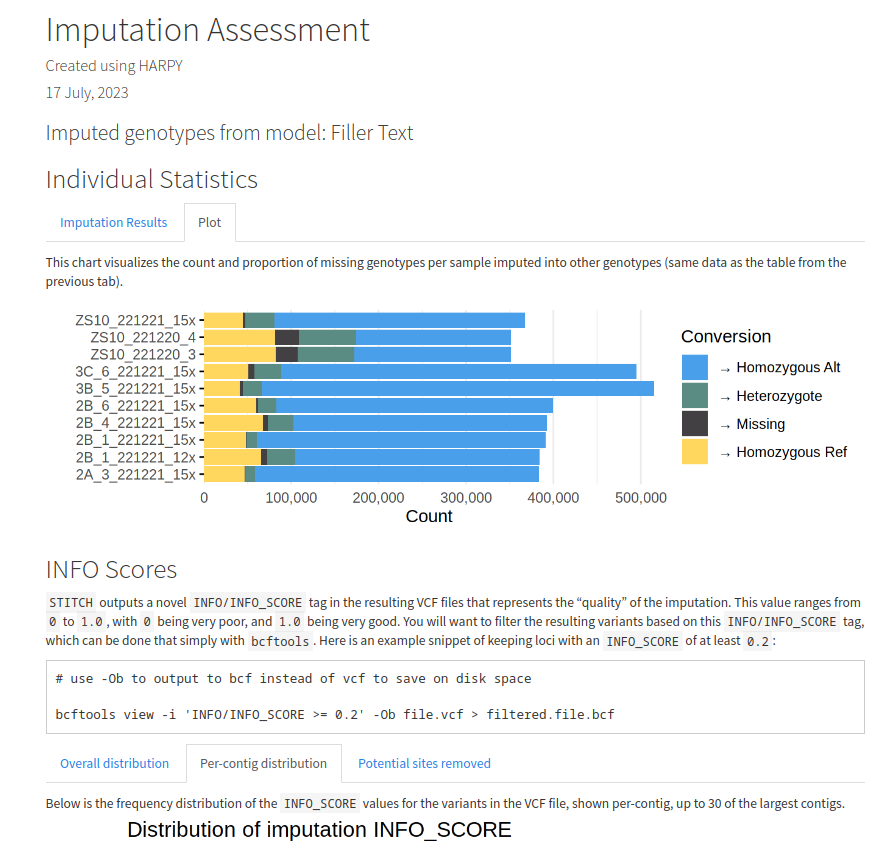 Imputation Assessment
Created using HARPY
17 July, 2023
Imputed genotypes from model: Filler Text
Individual Statistics
Imputation Results Plot
This chart visualizes the count and proportion of missing genotypes per sample imputed into other genotypes (same data as the table from the
previous tab).
ZS10_221221_15x
ZS10_221220_4
ZS10_221220_3
3C_6_221221_15x
3B_5_221221_15x
2B_6_221221_15x
2B_4_221221_15x
2B_1_221221_15x
2B_1_221221_12x
2A_3_221221_15x
0 100,000 200,000 300,000 400,000 500,000
Count
Conversion
→ Homozygous Alt
→ Heterozygote
→ Missing
→ Homozygous Ref
INFO Scores
STITCH outputs a novel INFO/INFO_SCORE tag in the resulting VCF files that represents the “quality” of the imputation. This value ranges from
0 to 1.0, with 0 being very poor, and 1.0 being very good. You will want to filter the resulting variants based on this INFO/INFO_SCORE tag,
which can be done that simply with bcftools. Here is an example snippet of keeping loci with an INFO_SCORE of at least 0.2:
# use -Ob to output to bcf instead of vcf to save on disk space
bcftools view -i 'INFO/INFO_SCORE >= 0.2' -Ob file.vcf > filtered.file.bcf
Overall distribution Per-contig distribution Potential sites removed
Below is the frequency distribution of the INFO_SCORE values for the variants in the VCF file, shown per-contig, up to 30 of the largest contigs.
Distribution of imputation INFO_SCORE